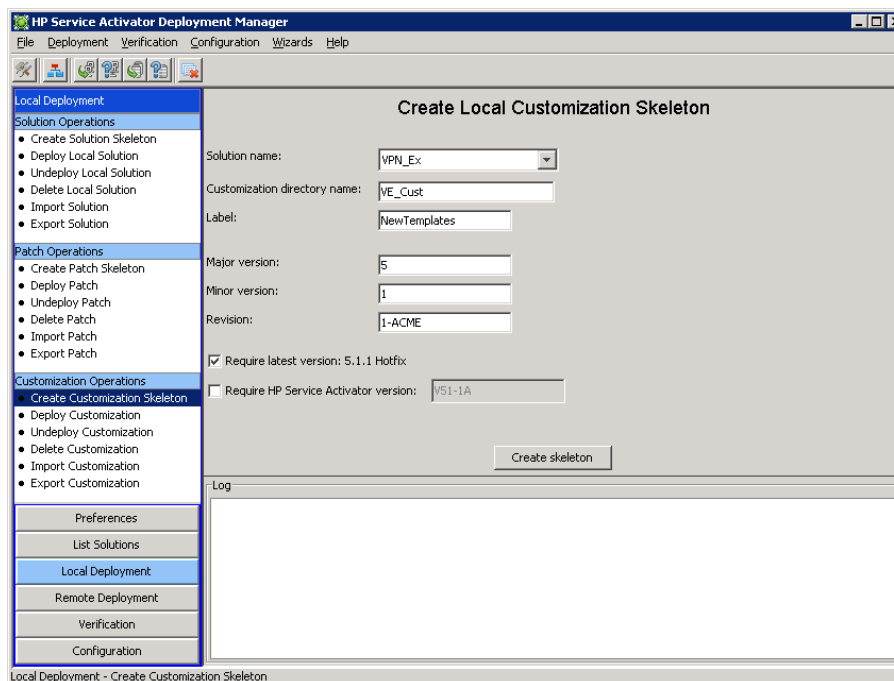 HP Service Activator Deployment Manager
File Deployment Verification Configuration Wizards Help
Local Deployment
Solution Operations
• Create Solution Skeleton
• Deploy Local Solution
• Undeploy Local Solution
• Delete Local Solution
• Import Solution
• Export Solution
Patch Operations
• Create Patch Skeleton
• Deploy Patch
• Undeploy Patch
• Delete Patch
• Import Patch
• Export Patch
Customization Operations
• Create Customization Skeleton
• Deploy Customization
• Undeploy Customization
• Delete Customization
• Import Customization
• Export Customization
Preferences
List Solutions
Local Deployment
Remote Deployment
Verification
Configuration
Create Local Customization Skeleton
Solution name: VPN_Ex
Customization directory name: VE_Cust
Label: NewTemplates
Major version: 5
Minor version: 1
Revision: 1-ACME
Require latest version: 5.1.1 Hotfix
Require HP Service Activator version: V51-1A
Create skeleton
Log
Local Deployment - Create Customization Skeleton